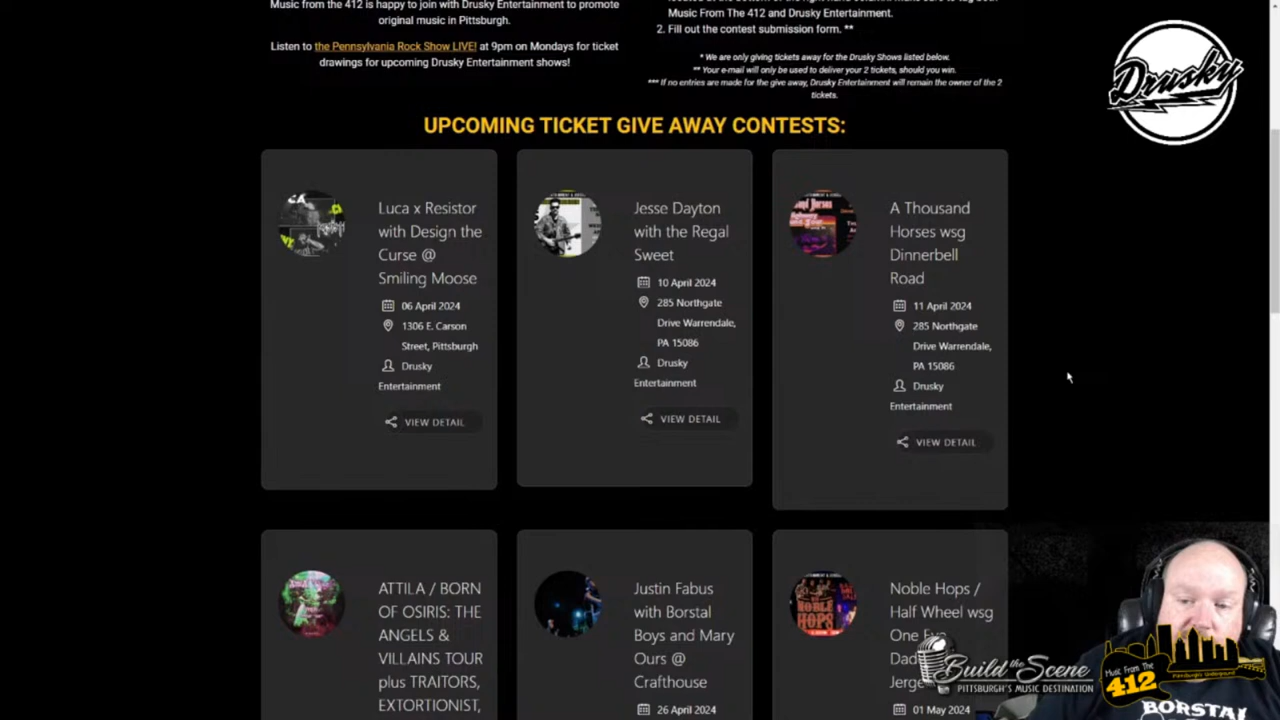 Music from the 412 is happy to join with Drusky Entertainment to promote
original music in Pittsburgh.
Listen to the Pennsylvania Rock Show LIVE! at 9pm on Mondays for ticket
drawings for upcoming Drusky Entertainment shows!
Music From The 412 and Drusky Entertainment.
2. Fill out the contest submission form. **
* We are only giving tickets away for the Drusky Shows listed below.
** Your e-mail will only be used to deliver your 2 tickets, should you win.
*** If no entries are made for the give away, Drusky Entertainment will remain the owner of the 2
tickets.
Drusky
UPCOMING TICKET GIVE AWAY CONTESTS:
Luca x Resistor
with Design the
Curse @
Smiling Moose
06 April 2024
1306 E. Carson
Street, Pittsburgh
Drusky
Entertainment
VIEW DETAIL
Jesse Dayton
with the Regal
Sweet
10 April 2024
285 Northgate
Drive Warrendale,
PA 15086
Drusky
Entertainment
VIEW DETAIL
A Thousand
Horses wsg
Dinnerbell
Road
11 April 2024
285 Northgate
Drive Warrendale,
PA 15086
Drusky
Entertainment
VIEW DETAIL
ATTILA / BORN
OF OSIRIS: THE
ANGELS &
VILLAINS TOUR
plus TRAITORS,
EXTORTIONIST,
Justin Fabus
with Borstal
Boys and Mary
Ours @
Crafthouse
26 April 2024
NOBLE
HOPS
Noble Hops /
Half Wheel wsg
One
01 May 2024
Build the Scene
PITTSBURGH'S MUSIC DESTINATION
Music From The
412
Pittsburgh's Underground
BORSTAL